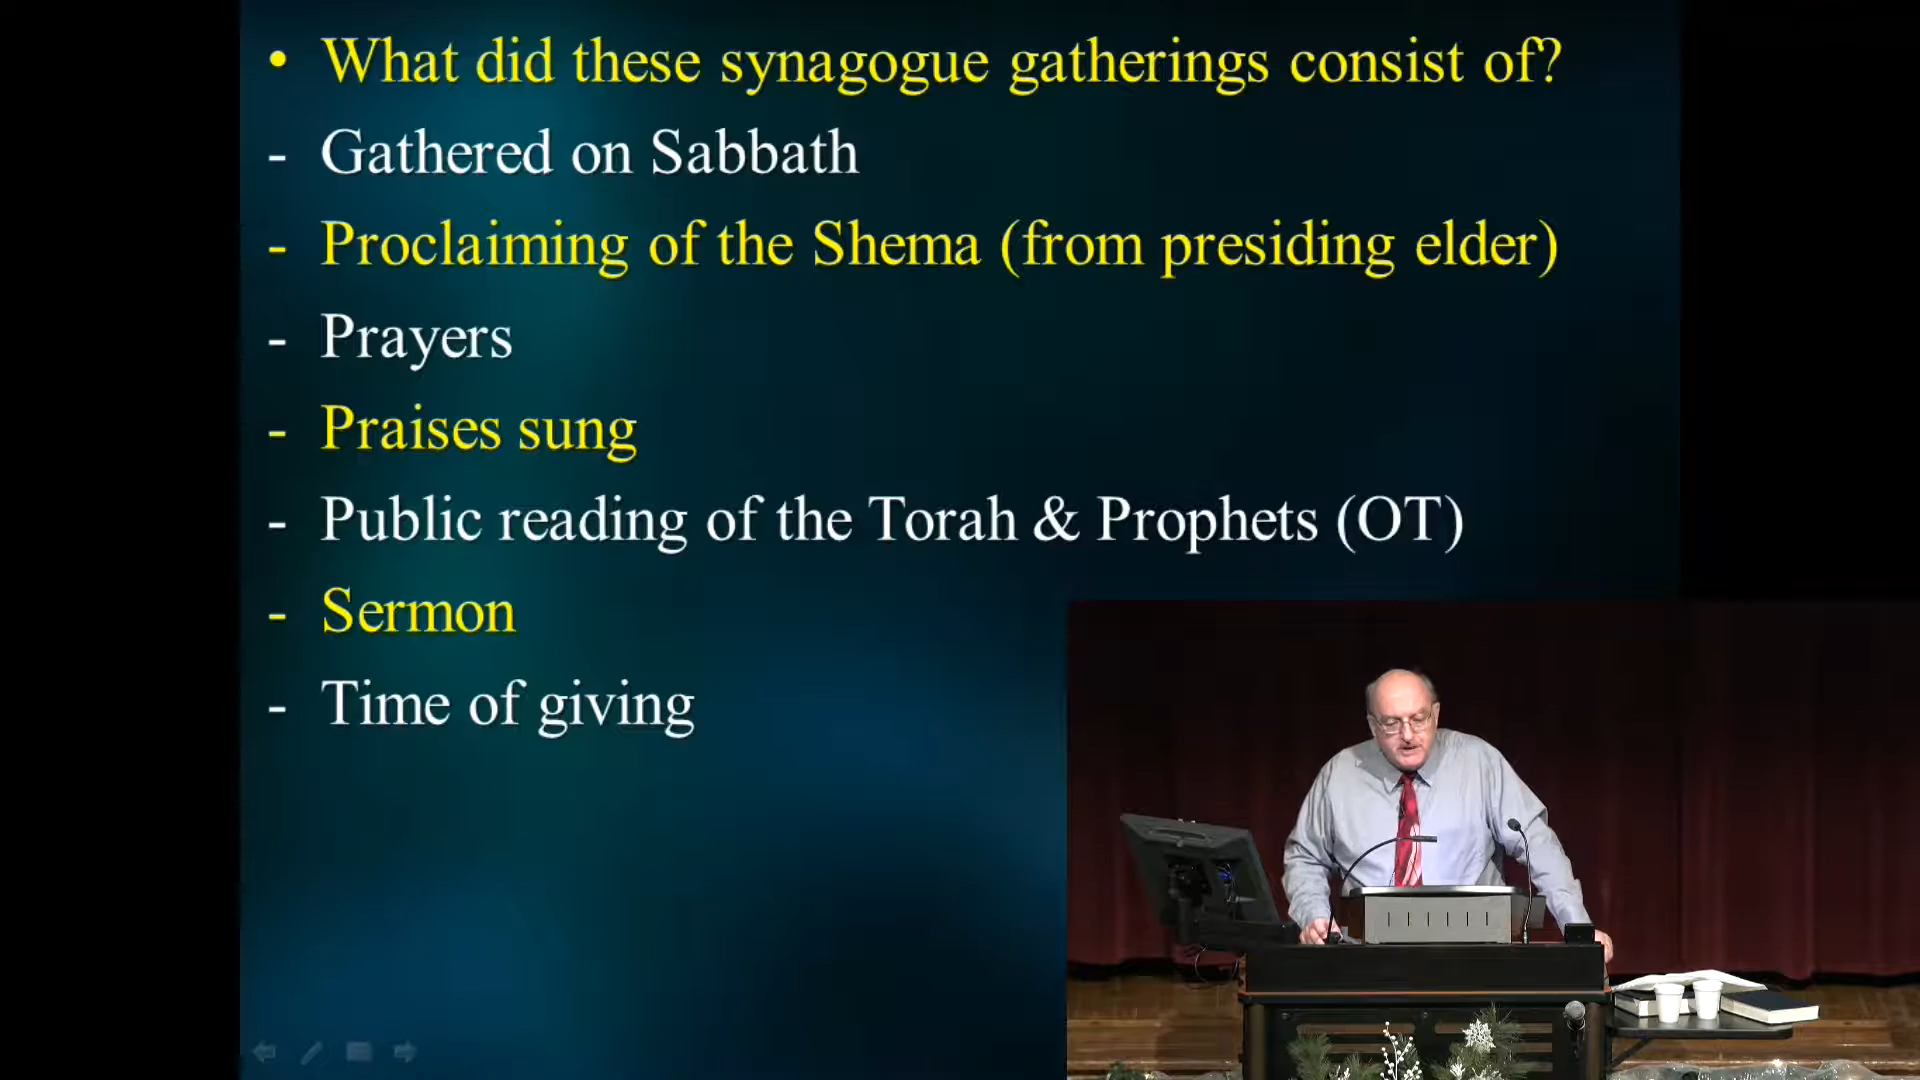 • What did these synagogue gatherings consist of?
- Gathered on Sabbath
- Proclaiming of the Shema (from presiding elder)
- Prayers
- Praises sung
- Public reading of the Torah & Prophets (OT)
- Sermon
- Time of giving